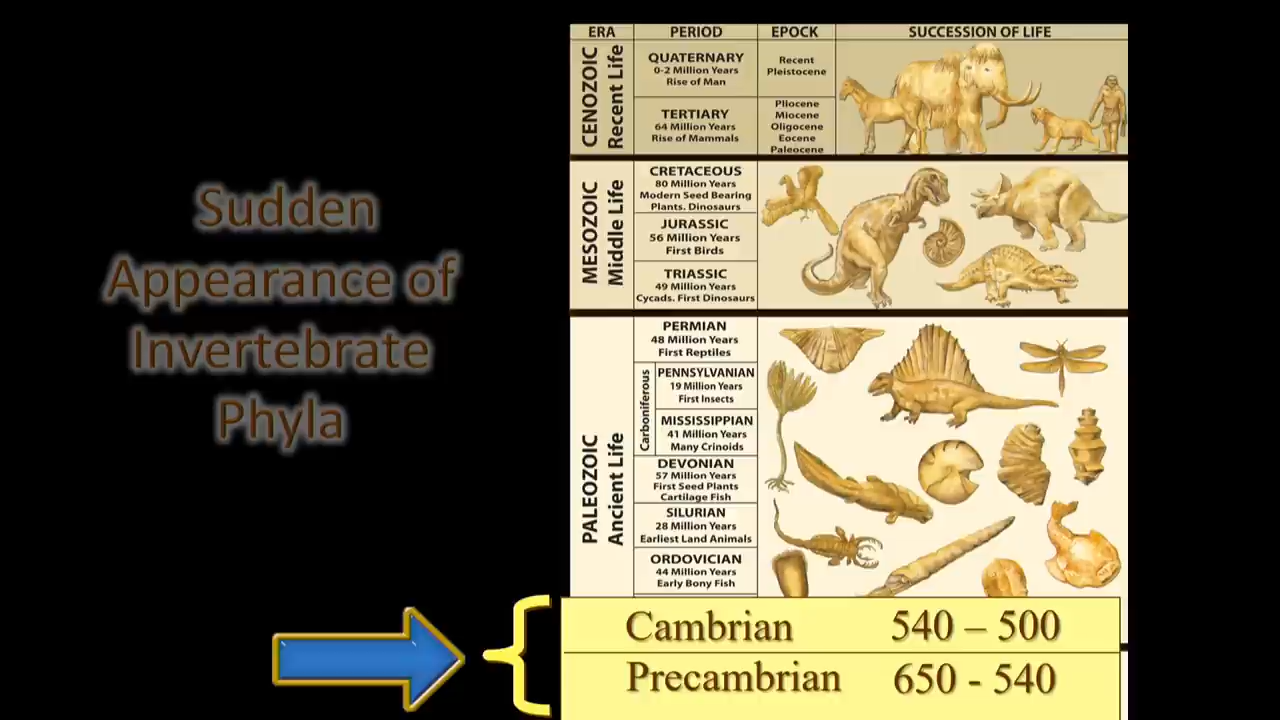 Sudden
Appearance of
Invertebrate
Phyla
ERA PERIOD EPOCH SUCCESSION OF LIFE
CENOZOIC
Recent Life
QUATERNARY
0-2 Million Years
Rise of Man
Recent
Pleistocene
TERTIARY
64 Million Years
Rise of Mammals
Pliocene
Miocene
Oligocene
Eocene
Paleocene
MESOZOIC
Middle Life
CRETACEOUS
80 Million Years
Modern Seed Bearing
Plants. Dinosaurs
JURASSIC
56 Million Years
First Birds
TRIASSIC
49 Million Years
Cycads. First Dinosaurs
PALEOZOIC
Ancient Life
PERMIAN
48 Million Years
First Reptiles
Carboniferous
PENNSYLVANIAN
19 Million Years
First Insects
MISSISSIPPIAN
41 Million Years
Many Crinoids
DEVONIAN
57 Million Years
First Seed Plants
Cartilage Fish
SILURIAN
28 Million Years
Earliest Land Animals
ORDOVICIAN
44 Million Years
Early Bony Fish
Cambrian 540 – 500
Precambrian 650 - 540